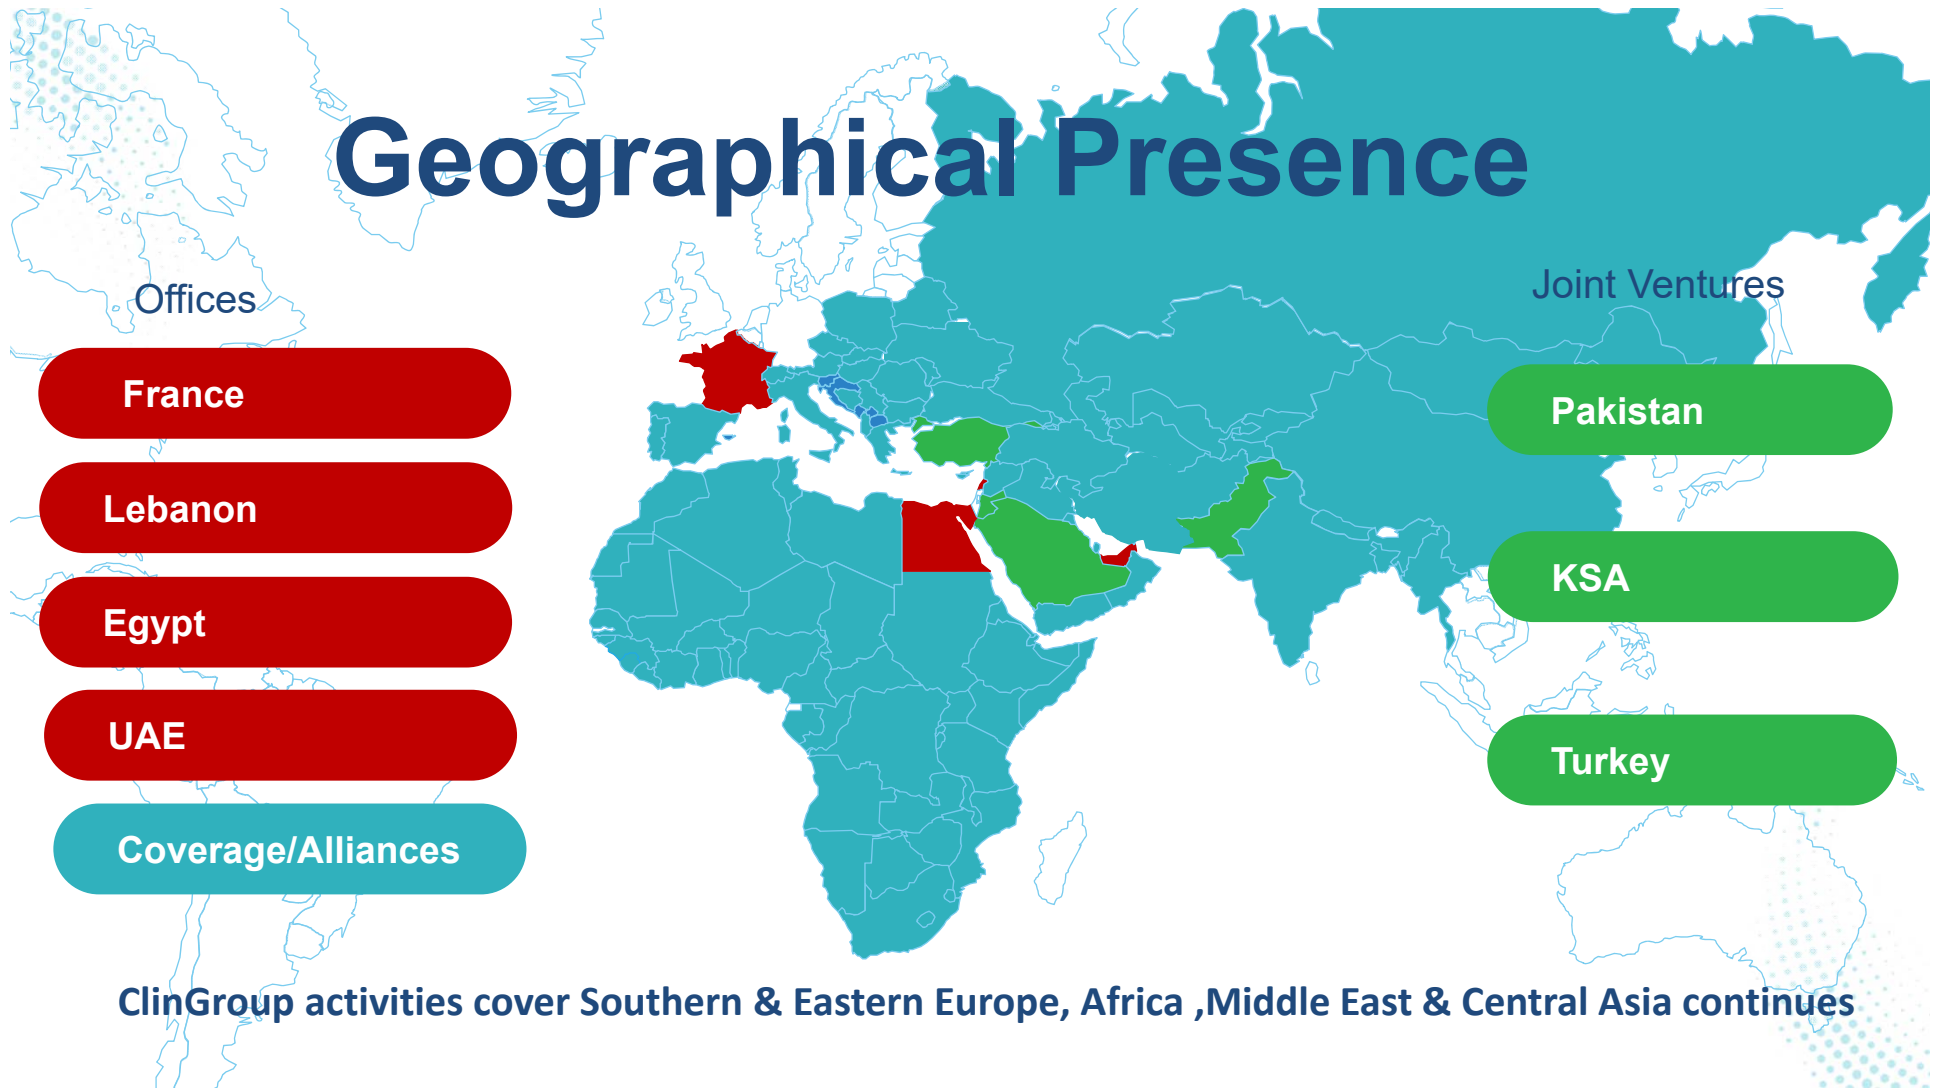 Geographical Presence
Offices
France
Lebanon
Egypt
UAE
Coverage/Alliances
Joint Ventures
Pakistan
KSA
Turkey
ClinGroup activities cover Southern & Eastern Europe, Africa ,Middle East & Central Asia continues